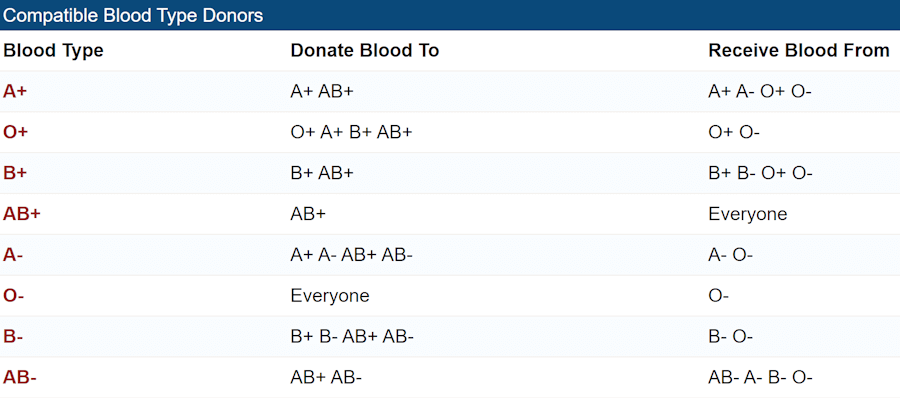 Compatible Blood Type Donors
Blood Type Donate Blood To Receive Blood From
A+ A+ AB+ A+ A- O+ O-
O+ O+ A+ B+ AB+ O+ O-
B+ B+ AB+ B+ B- O+ O-
AB+ AB+ Everyone
A- A+ A- AB+ AB- A- O-
O- Everyone O-
B- B+ B- AB+ AB- B- O-
AB- AB+ AB- AB- A- B- O-